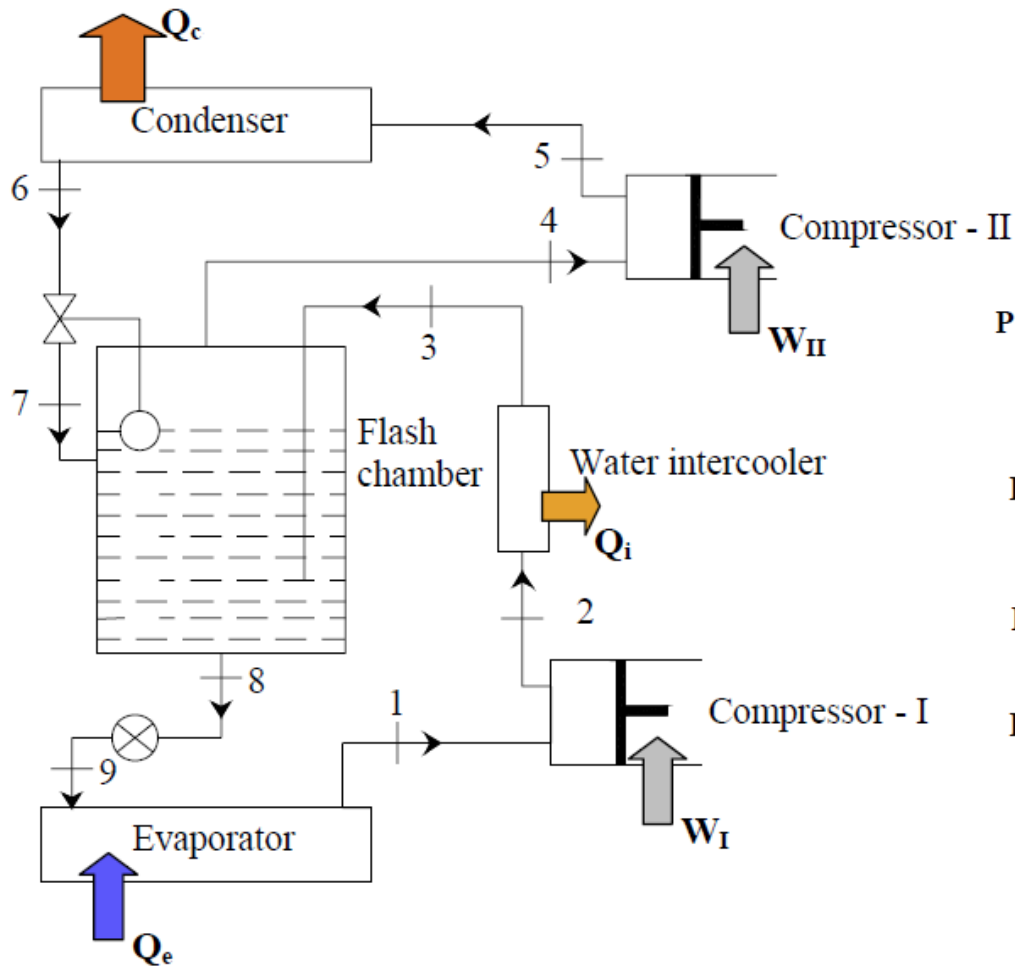 Qc
Condenser
5
6
4
Compressor - II
P
3
WII
7
Flash
chamber
Water intercooler
Qi
2
8
1
Compressor - I
9
Evaporator
WI
Qe